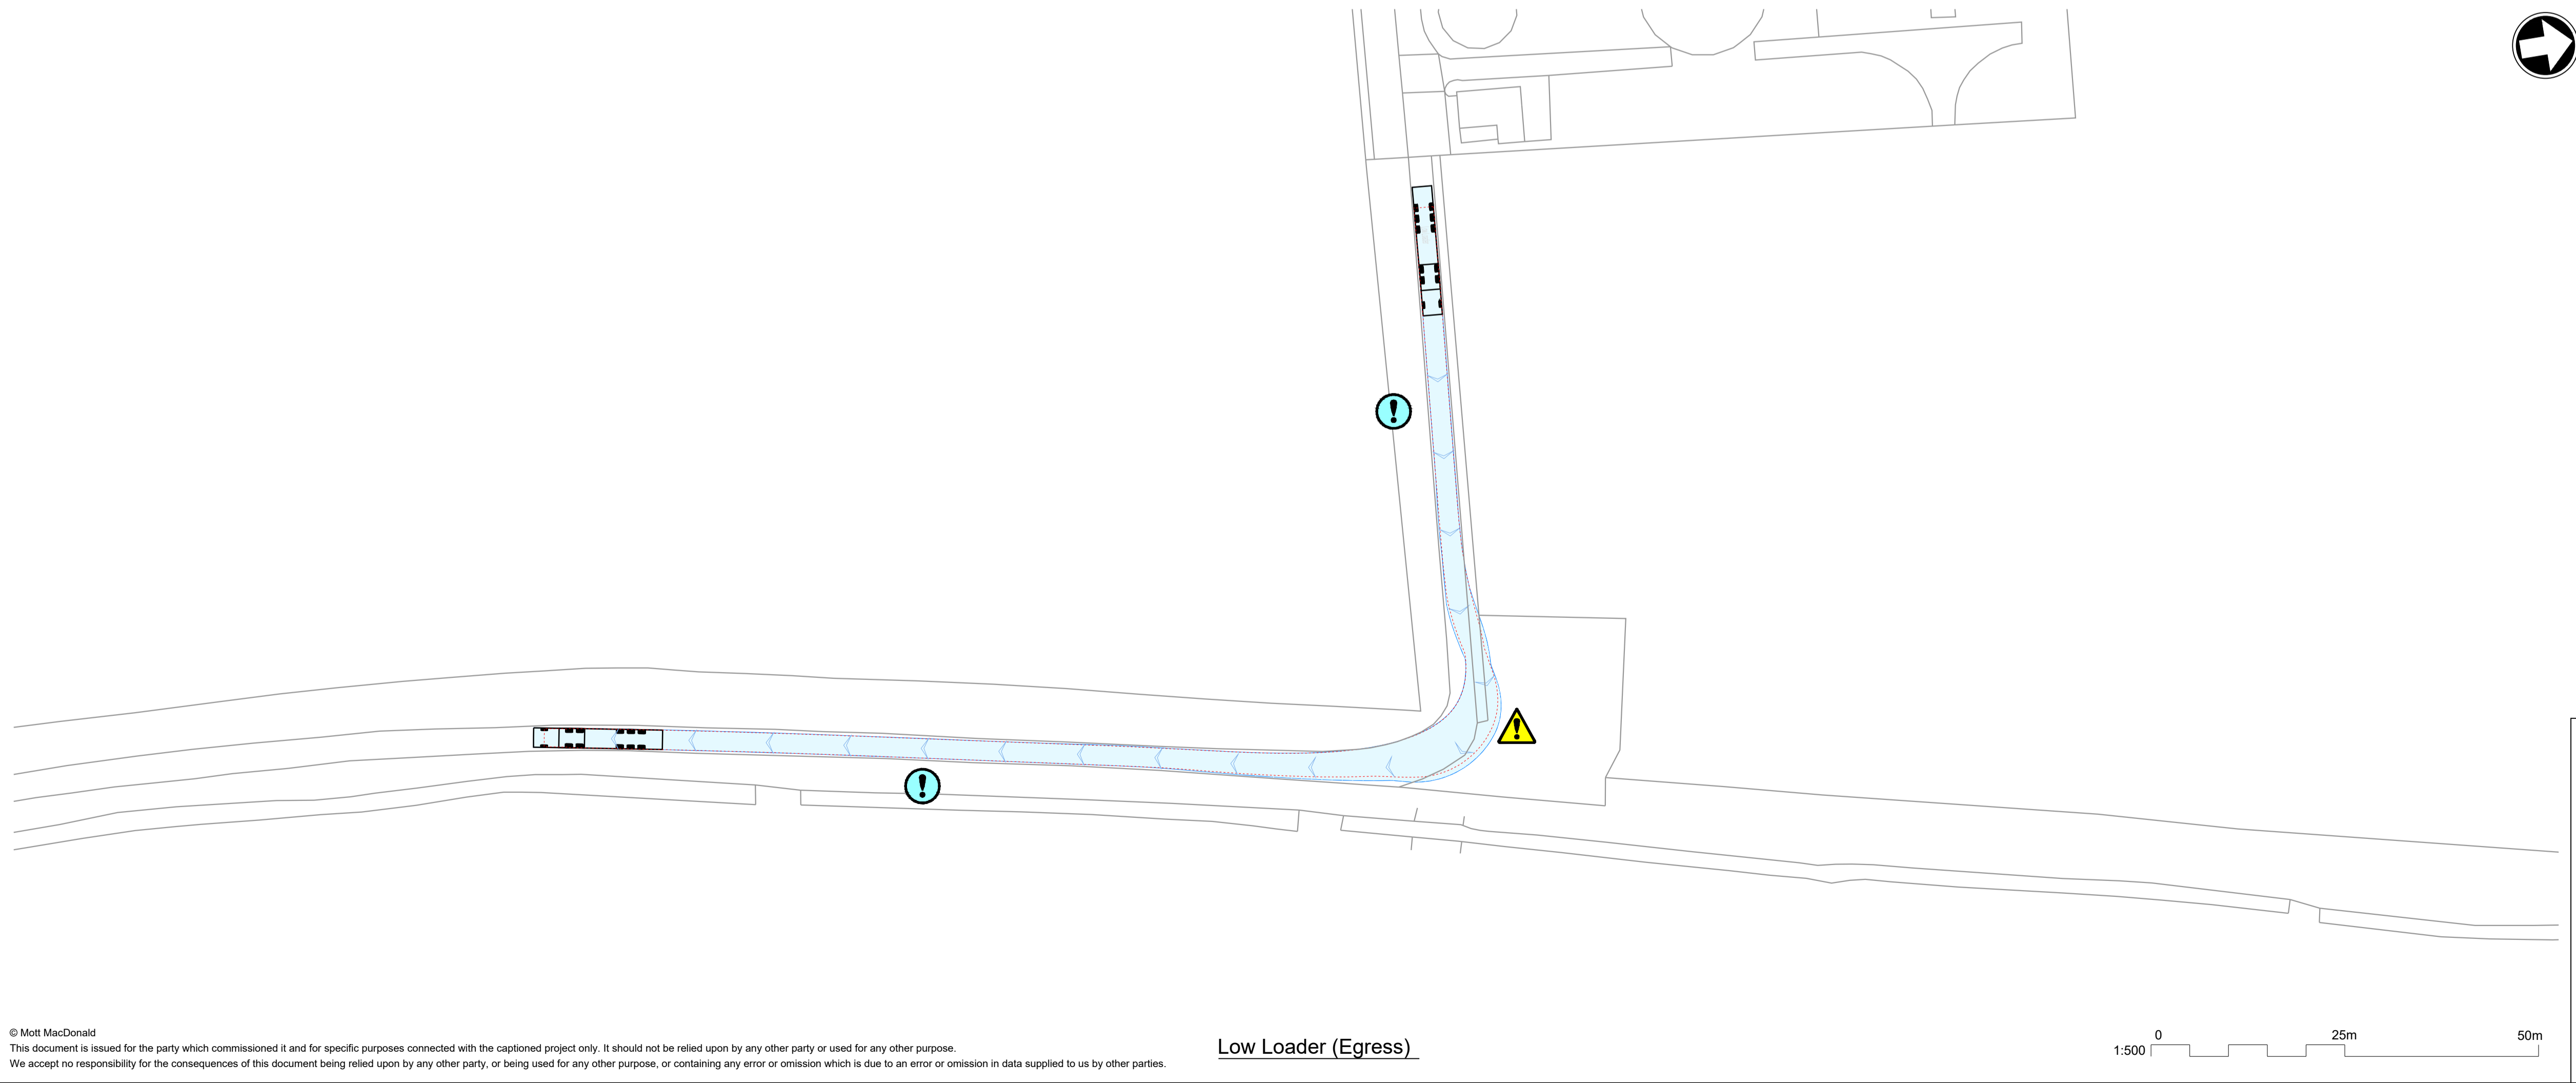 © Mott MacDonald
This document is issued for the party which commissioned it and for specific purposes connected with the captioned project only. It should not be relied upon by any other party or used for any other purpose.
We accept no responsibility for the consequences of this document being relied upon by any other party, or being used for any other purpose, or containing any error or omission which is due to an error or omission in data supplied to us by other parties.
Low Loader (Egress)
0 25m 50m
1:500